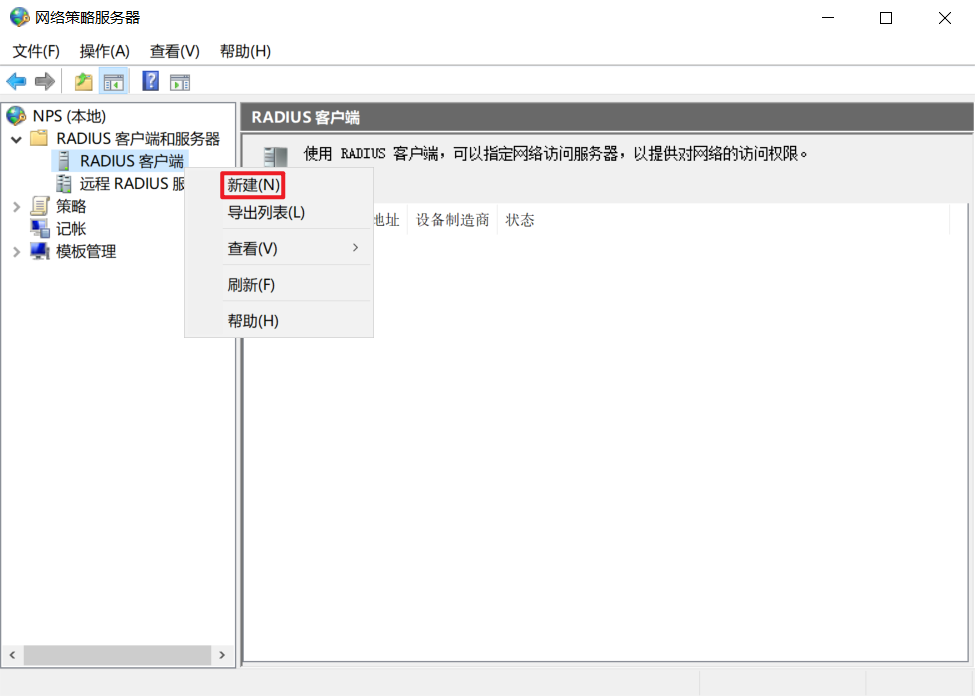 网络策略服务器
文件(F) 操作(A) 查看(V) 帮助(H)
NPS (本地)
RADIUS 客户端和服务器
RADIUS 客户端
远程 RADIUS 服
策略
记帐
模板管理
新建(N)
导出列表(L)
查看(V)
刷新(F)
帮助(H)
RADIUS 客户端
使用 RADIUS 客户端，可以指定网络访问服务器，以提供对网络的访问权限。
地址 设备制造商 状态